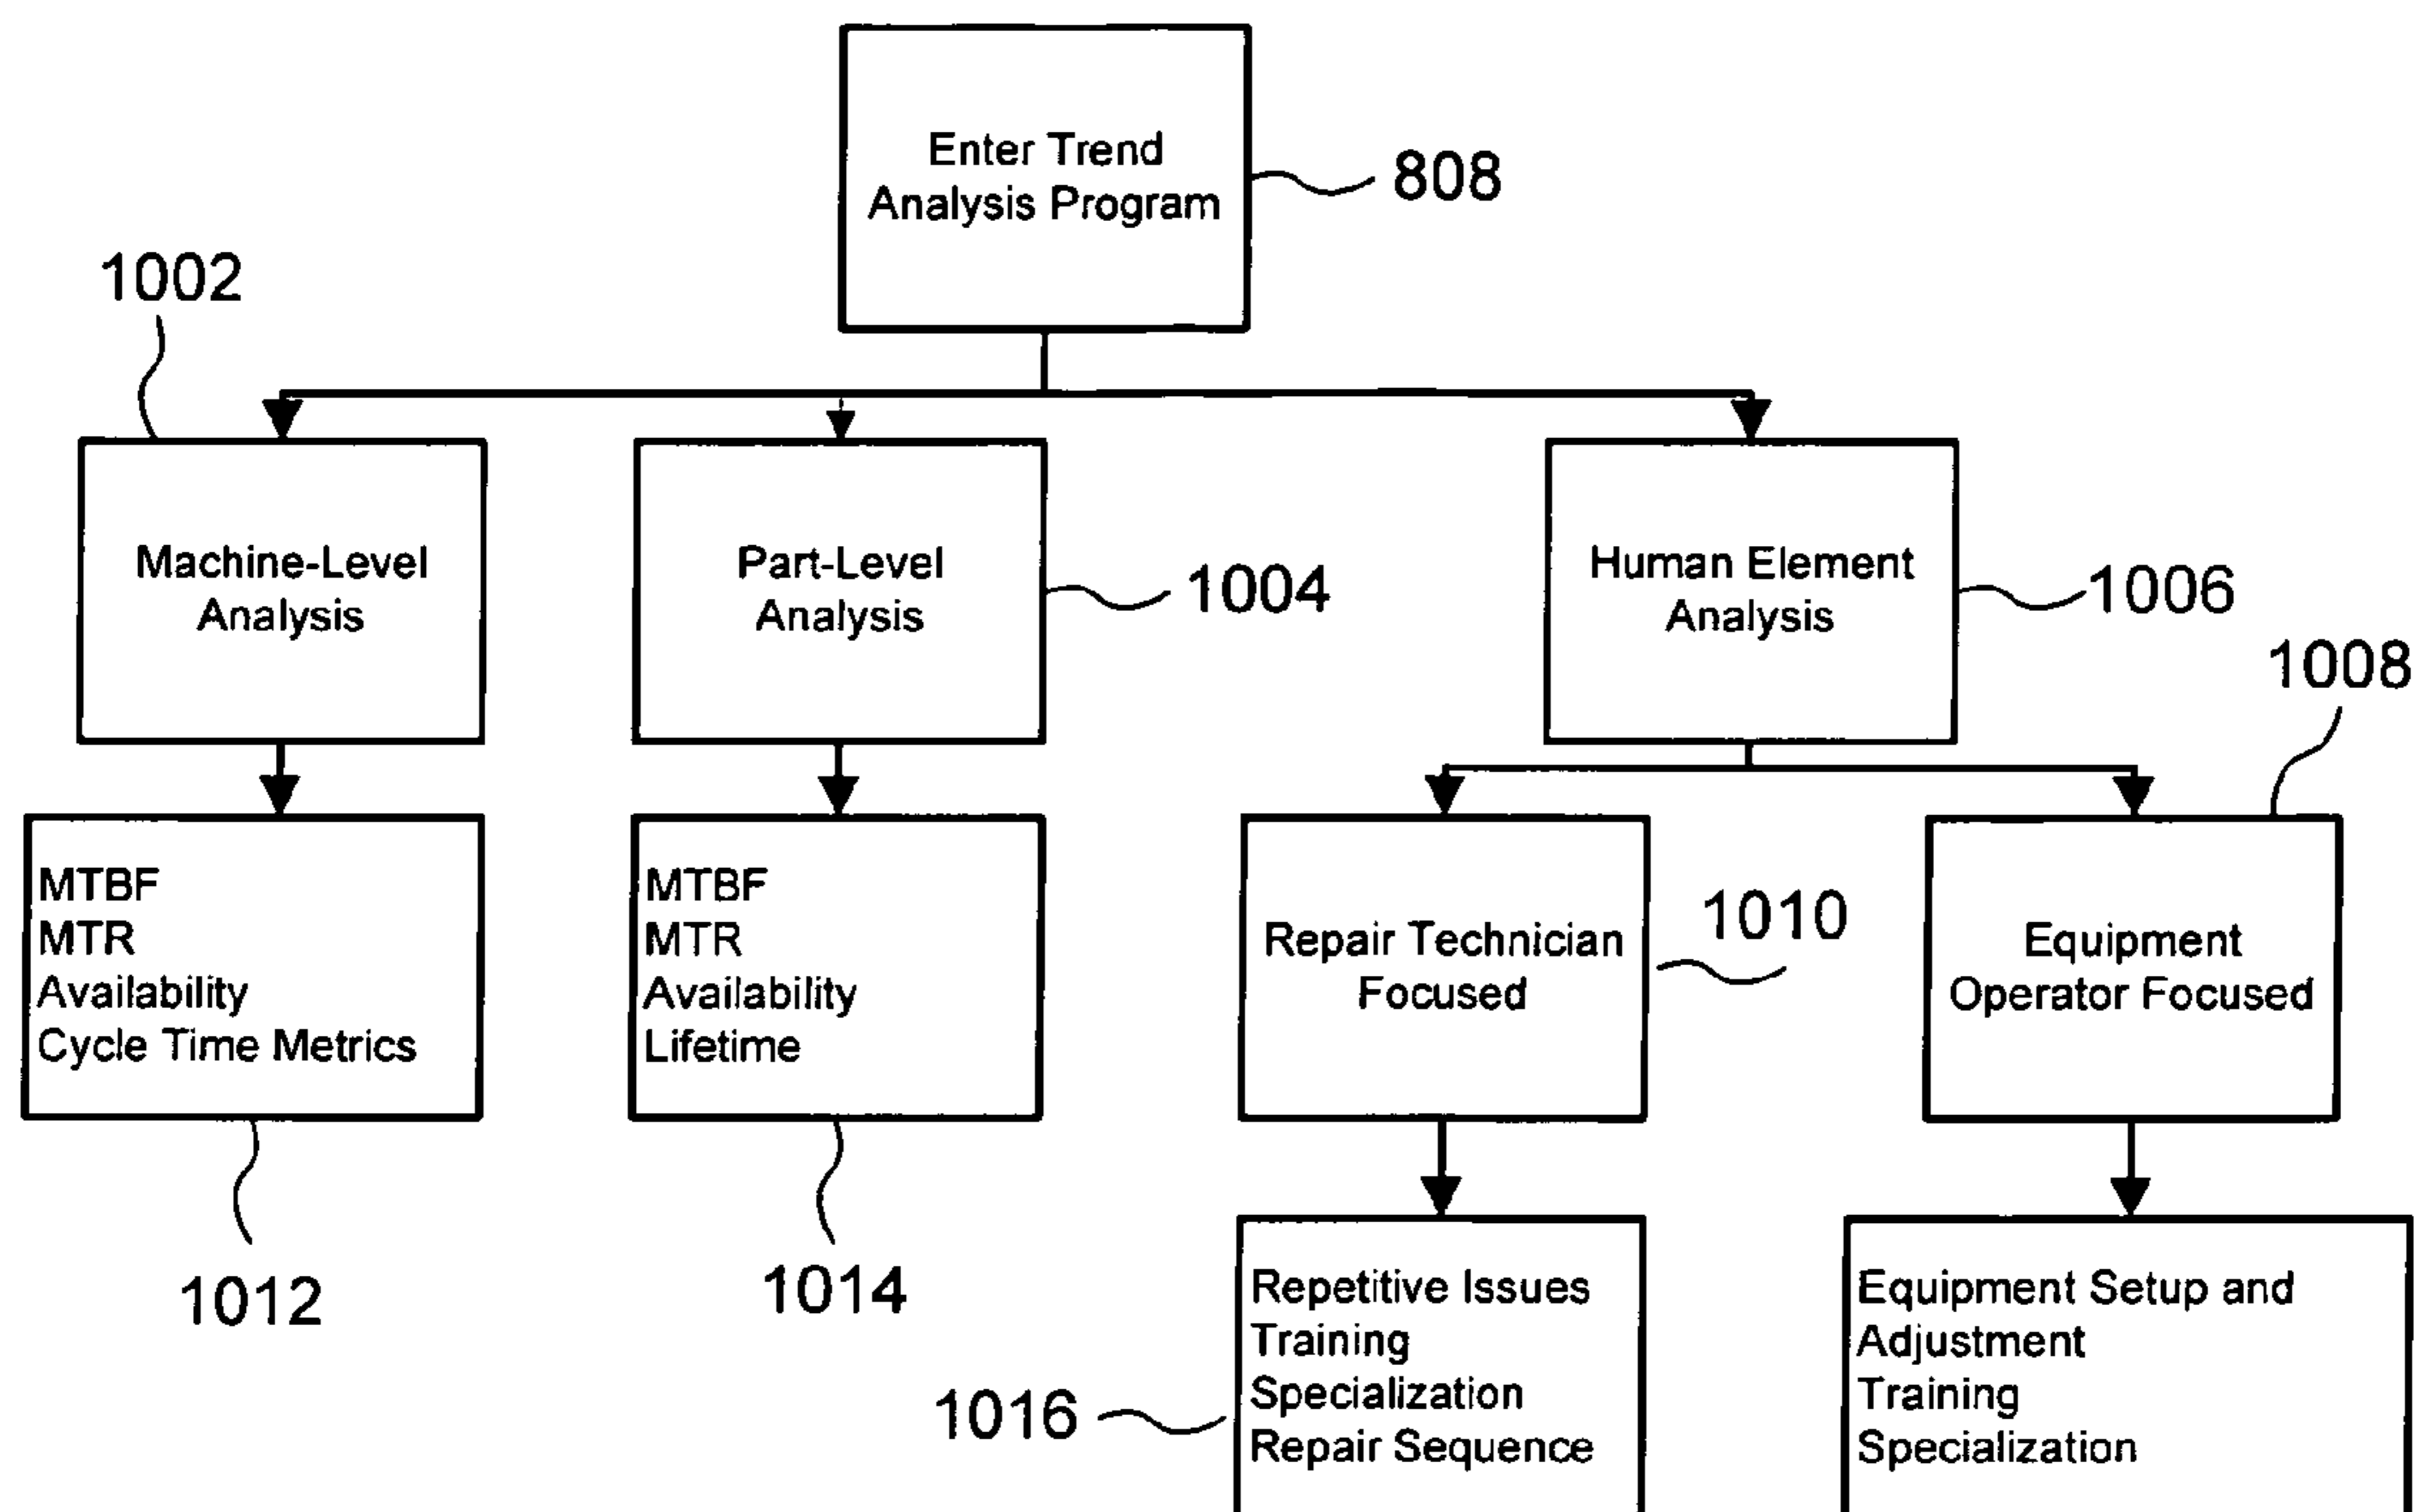 Enter Trend
Analysis Program
808
1002
Machine-Level
Analysis
Part-Level
Analysis
1004
Human Element
Analysis
1006
1008
MTBF
MTR
Availability
Cycle Time Metrics
1012
MTBF
MTR
Availability
Lifetime
1014
Repair Technician
Focused
1010
Equipment
Operator Focused
1016
Repetitive Issues
Training
Specialization
Repair Sequence
Equipment Setup and
Adjustment
Training
Specialization